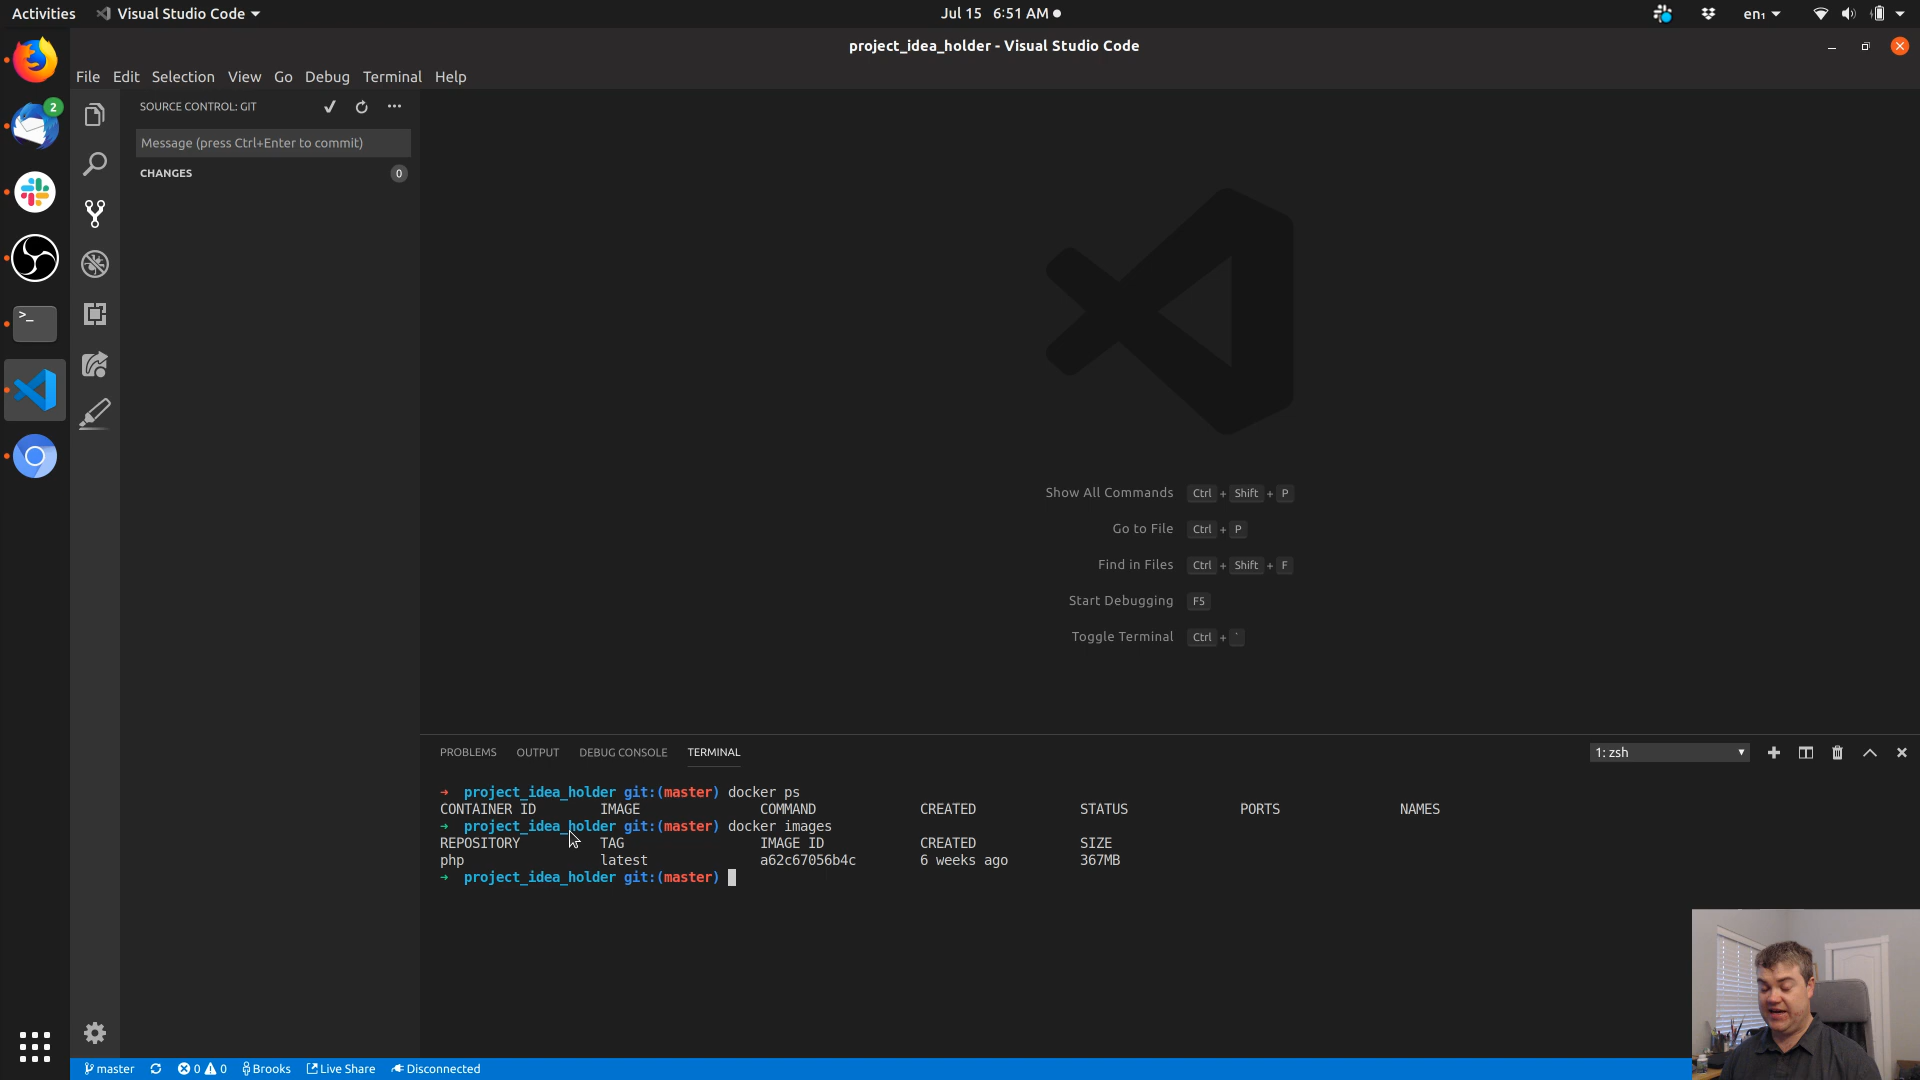 Activities
Visual Studio Code
Jul 15 6:51 AM
en₁
project_idea_holder - Visual Studio Code
File Edit Selection View Go Debug Terminal Help
2
SOURCE CONTROL: GIT
Message (press Ctrl+Enter to commit)
CHANGES
0
Show All Commands Ctrl + Shift + P
Go to File Ctrl + P
Find in Files Ctrl + Shift + F
Start Debugging F5
Toggle Terminal Ctrl + `
PROBLEMS OUTPUT DEBUG CONSOLE TERMINAL
1: zsh
→ project_idea_holder git:(master) docker ps
CONTAINER ID IMAGE COMMAND CREATED STATUS PORTS NAMES
→ project_idea_holder git:(master) docker images
REPOSITORY TAG IMAGE ID CREATED SIZE
php latest a62c67056b4c 6 weeks ago 367MB
→ project_idea_holder git:(master)
master 0 0 Brooks Live Share Disconnected